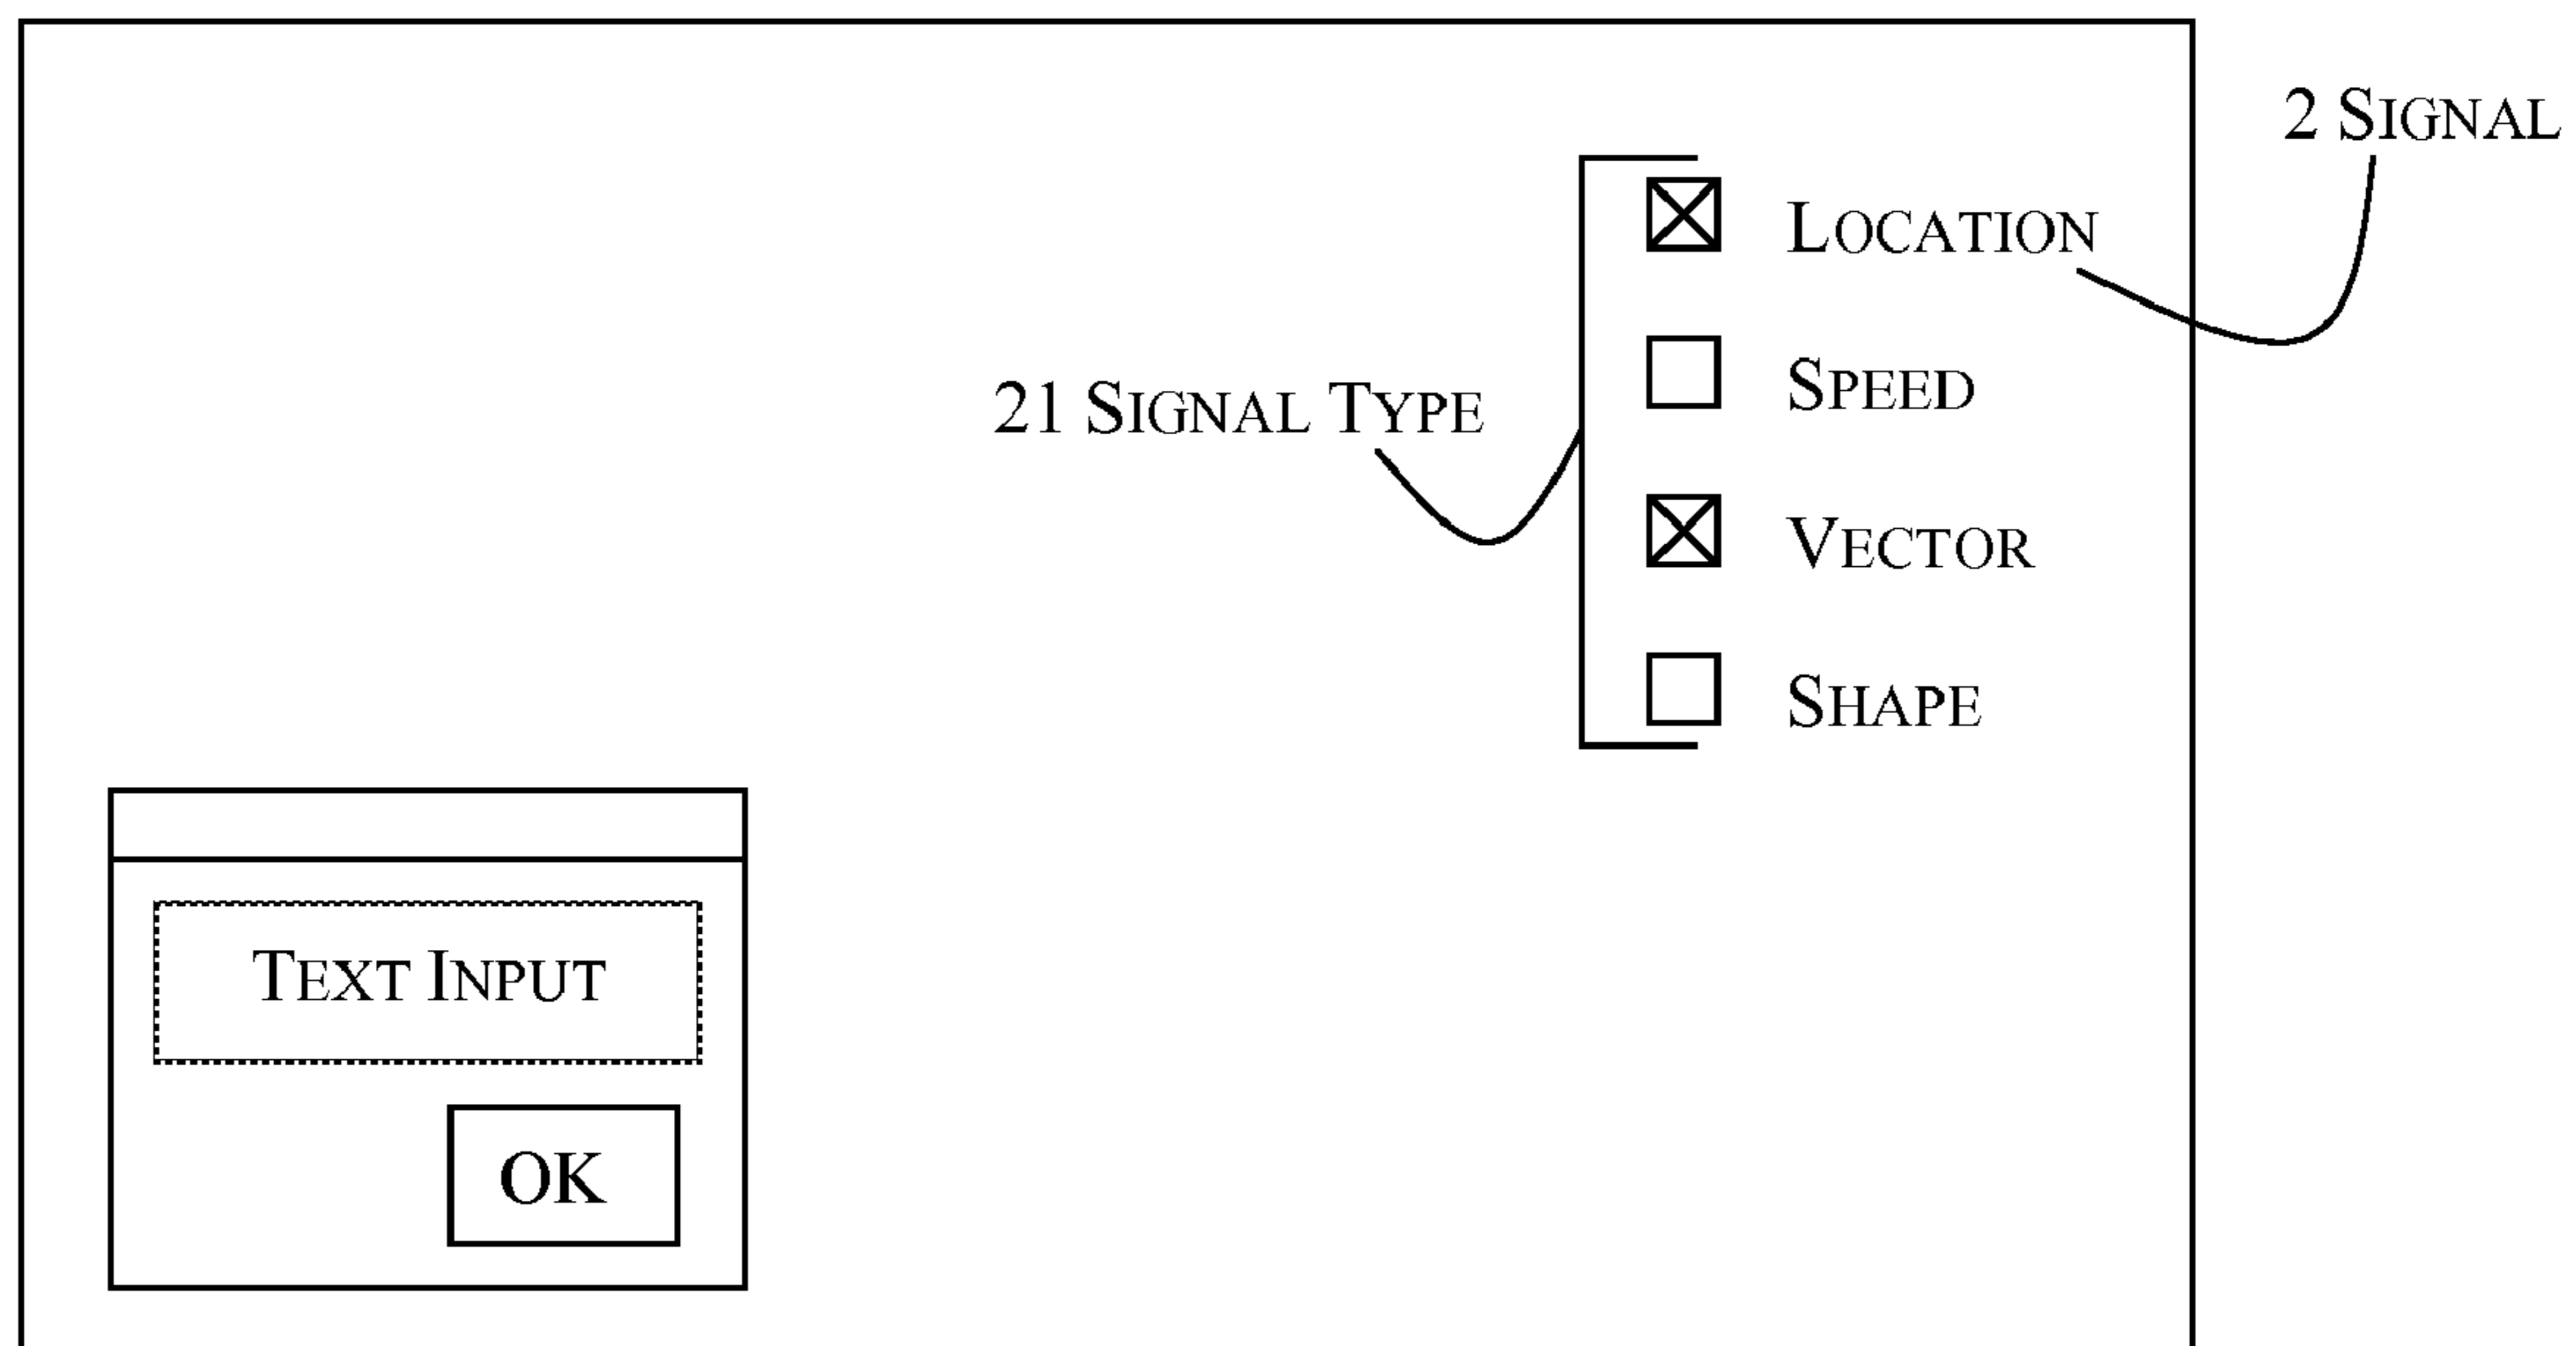 2 SIGNAL
LOCATION
SPEED
21 SIGNAL TYPE
VECTOR
SHAPE
TEXT INPUT
OK